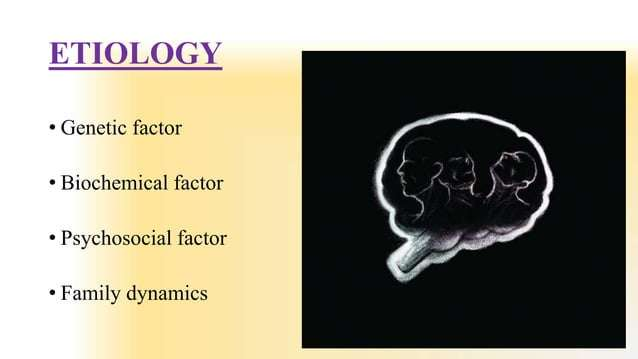 ETIOLOGY
• Genetic factor
• Biochemical factor
• Psychosocial factor
• Family dynamics